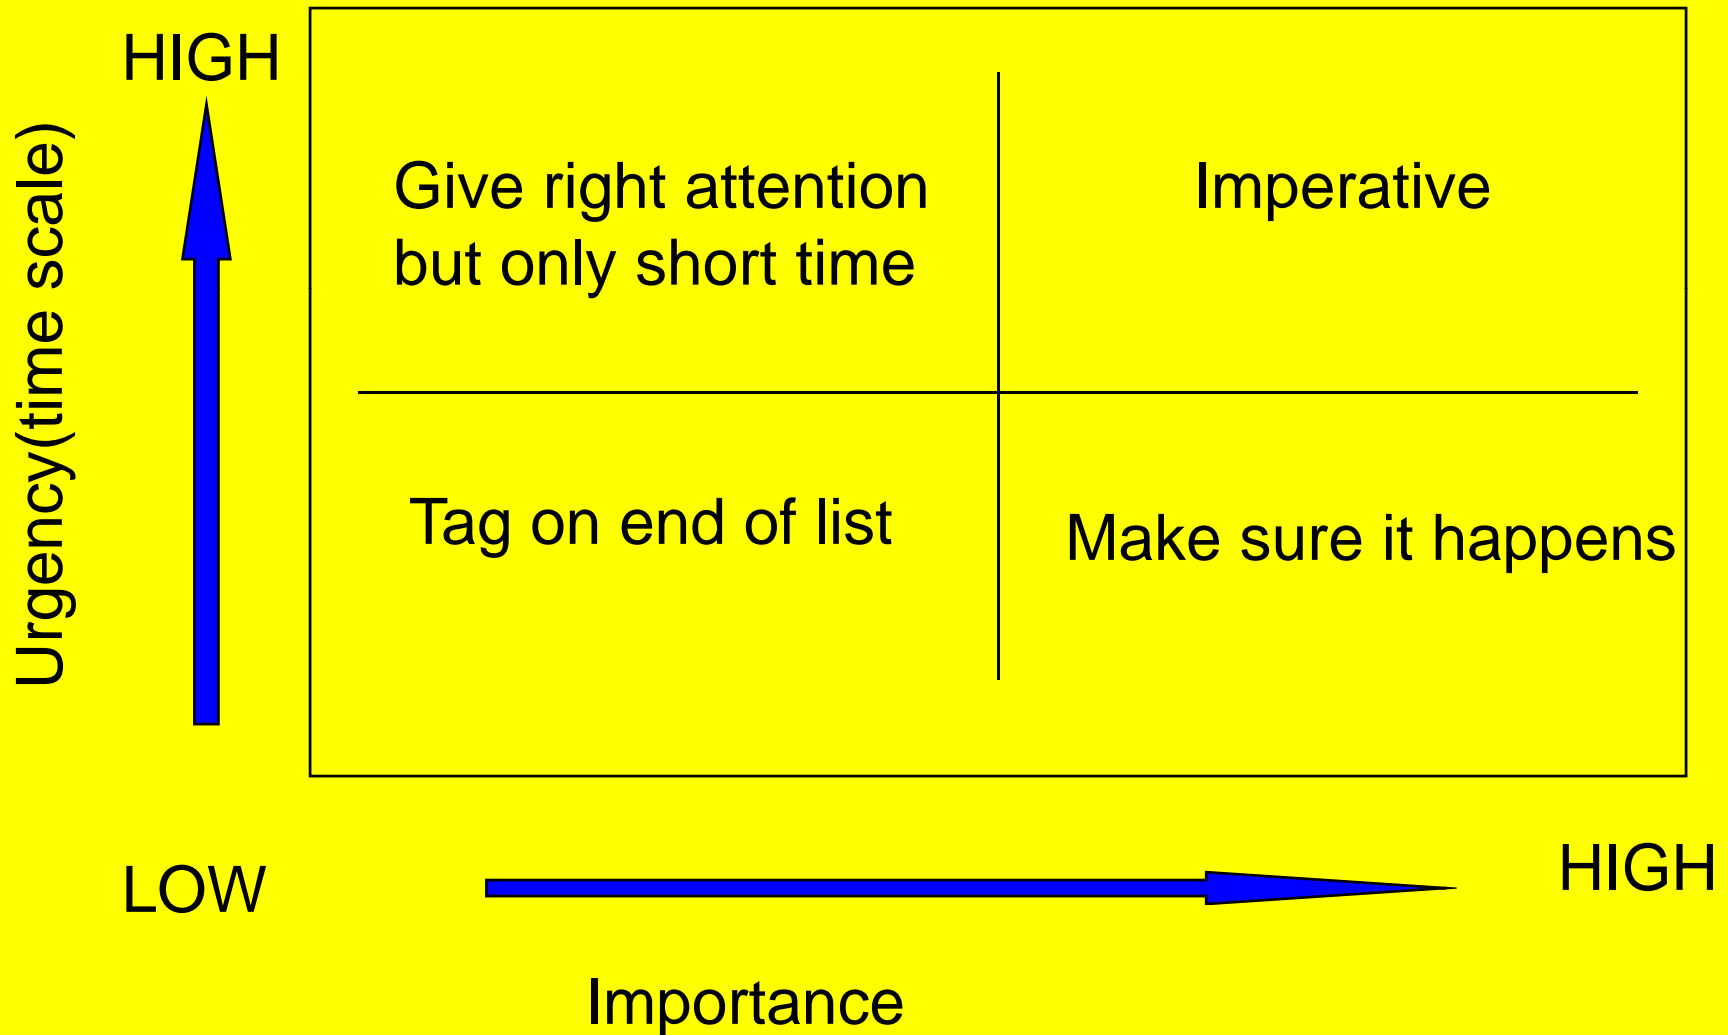 HIGH
Urgency(time scale)
Give right attention
but only short time
Imperative
Tag on end of list
Make sure it happens
LOW
HIGH
Importance